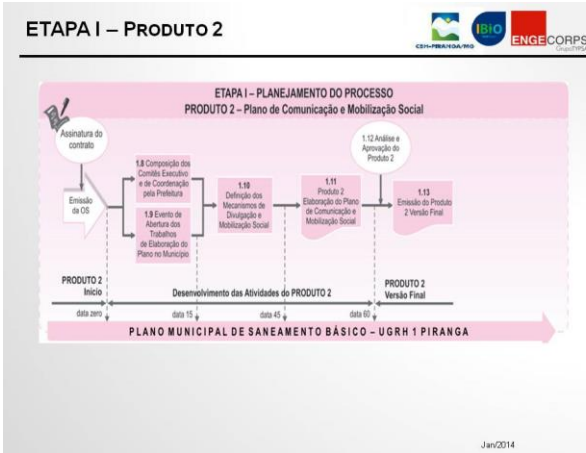 ETAPA I – PRODUTO 2
CBH-PIRANGA/MG
IBiO
ENGECORPS
Grupo TYPSA
ETAPA I – PLANEJAMENTO DO PROCESSO
PRODUTO 2 – Plano de Comunicação e Mobilização Social
Assinatura do
contrato
Emissão
da OS
1.8 Composição dos
Comitês Executivo
e de Coordenação
pela Prefeitura
1.9 Evento de
Abertura dos
Trabalhos
de Elaboração do
Plano no Município
1.10
Definição dos
Mecanismos de
Divulgação e
Mobilização Social
1.11
Produto 2
Elaboração do Plano
de Comunicação e
Mobilização Social
1.12 Análise e
Aprovação do
Produto 2
1.13
Emissão do Produto
2 Versão Final
PRODUTO 2
Início
Desenvolvimento das Atividades do PRODUTO 2
PRODUTO 2
Versão Final
data zero
data 15
data 45
data 60
PLANO MUNICIPAL DE SANEAMENTO BÁSICO – UGRH 1 PIRANGA
Jan/2014